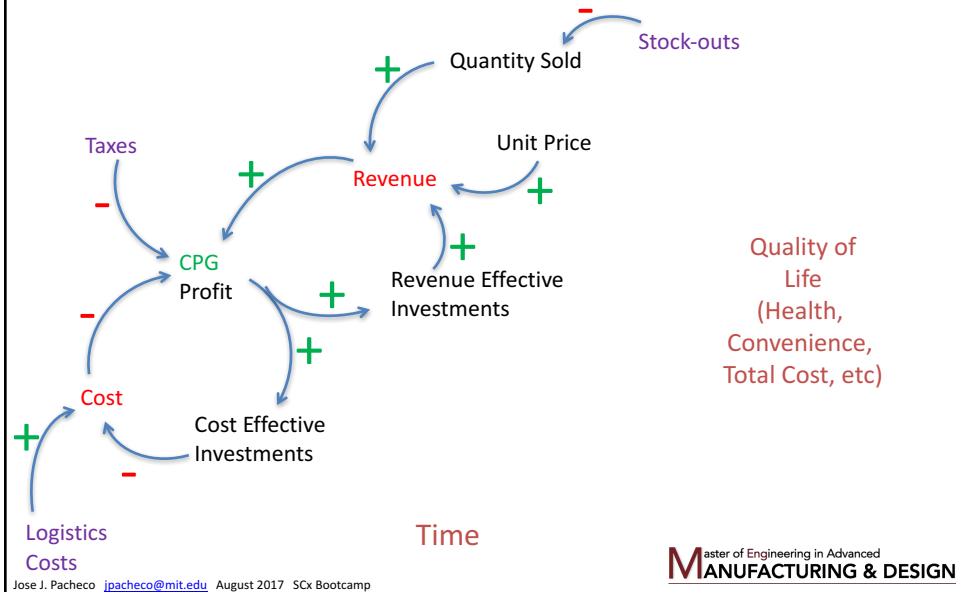 Stock-outs
Quantity Sold
Unit Price
Taxes
Revenue
CPG
Profit
Revenue Effective
Investments
Quality of
Life
(Health,
Convenience,
Total Cost, etc)
Cost
Cost Effective
Investments
Logistics
Costs
Time
+
+
+
+
+
+
+
-
-
-
-
Jose J. Pacheco jpacheco@mit.edu August 2017 SCx Bootcamp
Master of Engineering in Advanced
MANUFACTURING & DESIGN